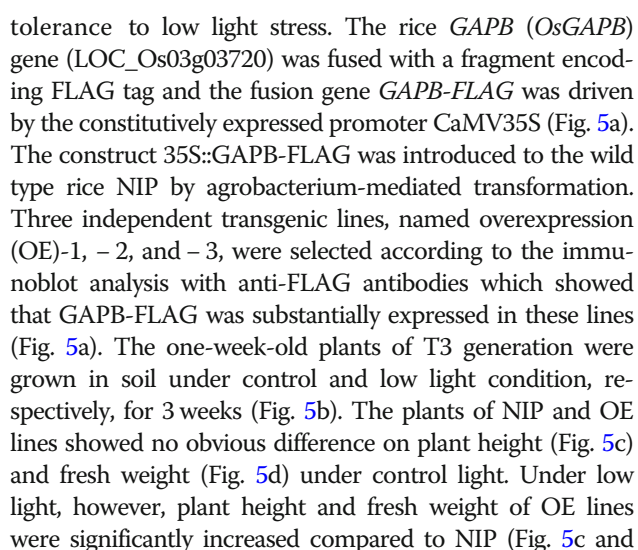 tolerance to low light stress. The rice GAPB (OsGAPB)
gene (LOC_Os03g03720) was fused with a fragment encod-
ing FLAG tag and the fusion gene GAPB-FLAG was driven
by the constitutively expressed promoter CaMV35S (Fig. 5a).
The construct 35S::GAPB-FLAG was introduced to the wild
type rice NIP by agrobacterium-mediated transformation.
Three independent transgenic lines, named overexpression
(OE)-1, – 2, and – 3, were selected according to the immu-
noblot analysis with anti-FLAG antibodies which showed
that GAPB-FLAG was substantially expressed in these lines
(Fig. 5a). The one-week-old plants of T3 generation were
grown in soil under control and low light condition, re-
spectively, for 3 weeks (Fig. 5b). The plants of NIP and OE
lines showed no obvious difference on plant height (Fig. 5c)
and fresh weight (Fig. 5d) under control light. Under low
light, however, plant height and fresh weight of OE lines
were significantly increased compared to NIP (Fig. 5c and